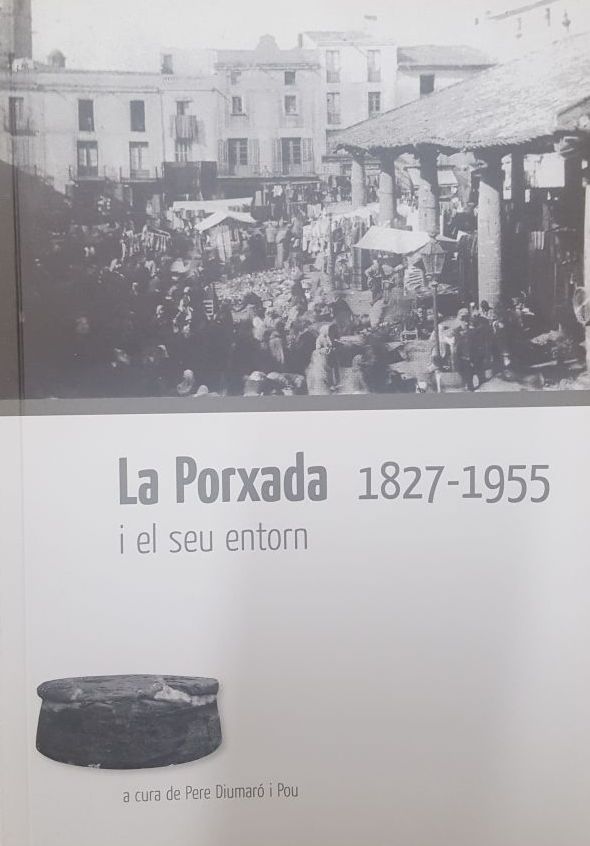 La Porxada 1827-1955
i el seu entorn
a cura de Pere Diumaró i Pou